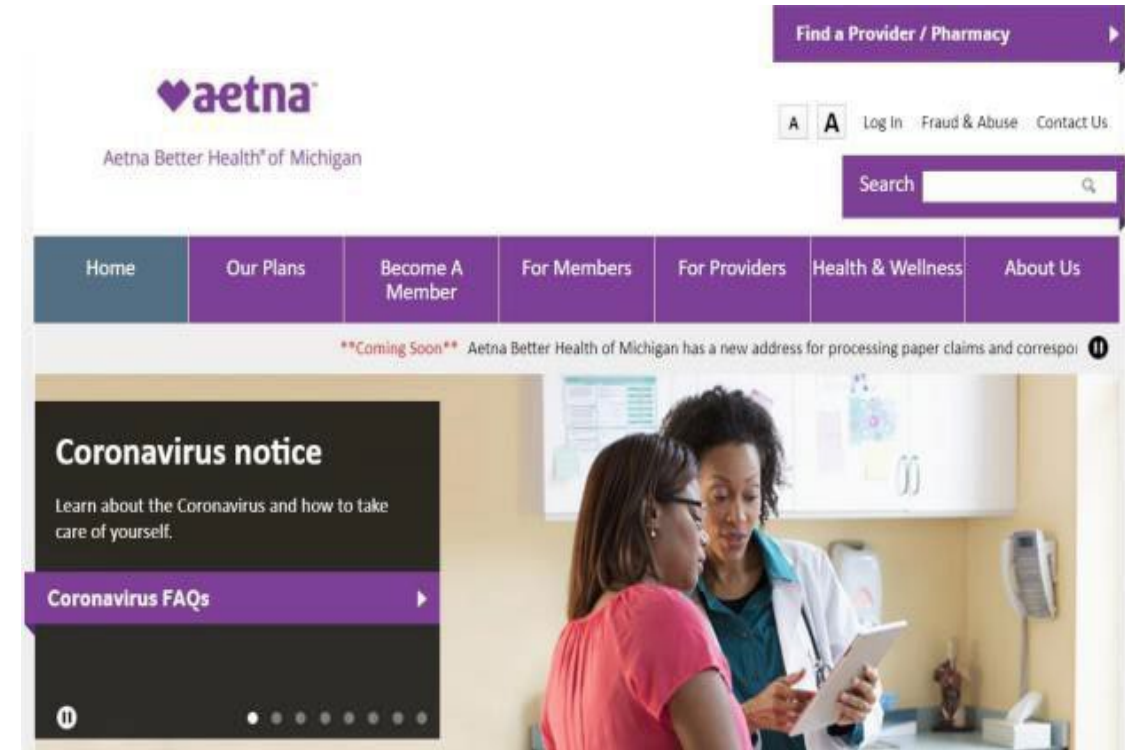 Find a Provider / Pharmacy
aetna™
Aetna Better Health® of Michigan
A A Log In Fraud & Abuse Contact Us
Search
Home Our Plans Become A Member For Members For Providers Health & Wellness About Us
**Coming Soon** Aetna Better Health of Michigan has a new address for processing paper claims and correspo
Coronavirus notice
Learn about the Coronavirus and how to take
care of yourself.
Coronavirus FAQs